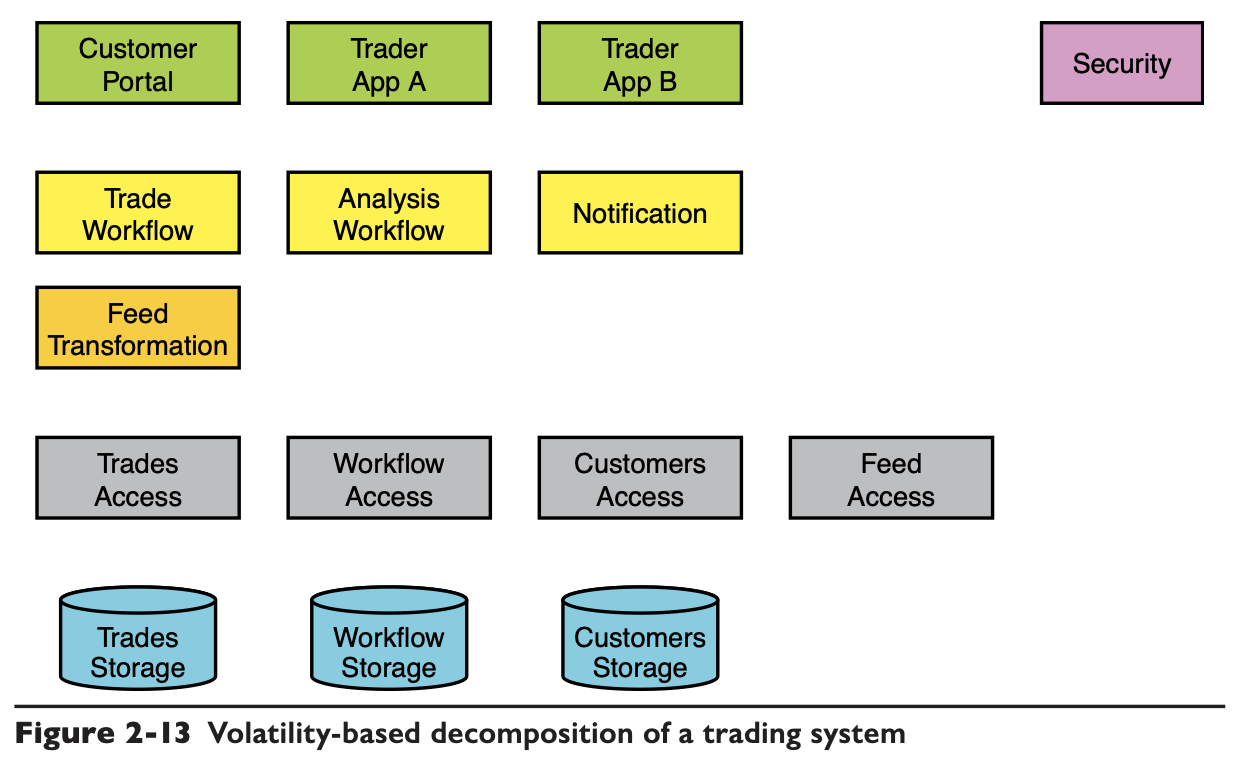 Customer
Portal
Trader
App A
Trader
App B
Security
Trade
Workflow
Analysis
Workflow
Notification
Feed
Transformation
Trades
Access
Workflow
Access
Customers
Access
Feed
Access
Trades
Storage
Workflow
Storage
Customers
Storage
Figure 2-13 Volatility-based decomposition of a trading system